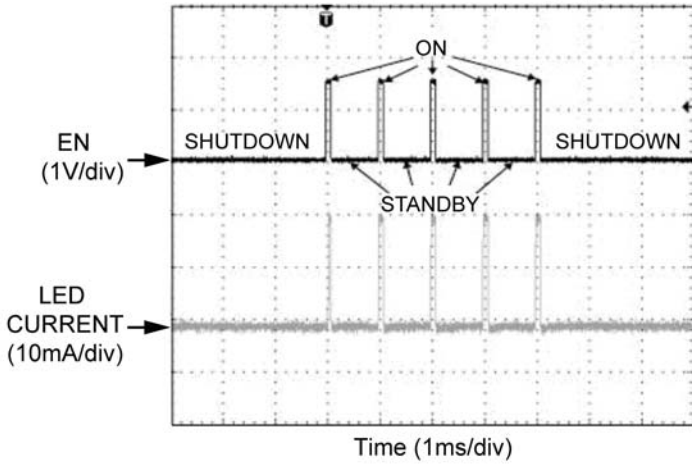 T
ON
EN
(1V/div)
SHUTDOWN
SHUTDOWN
STANDBY
LED
CURRENT
(10mA/div)
Time (1ms/div)